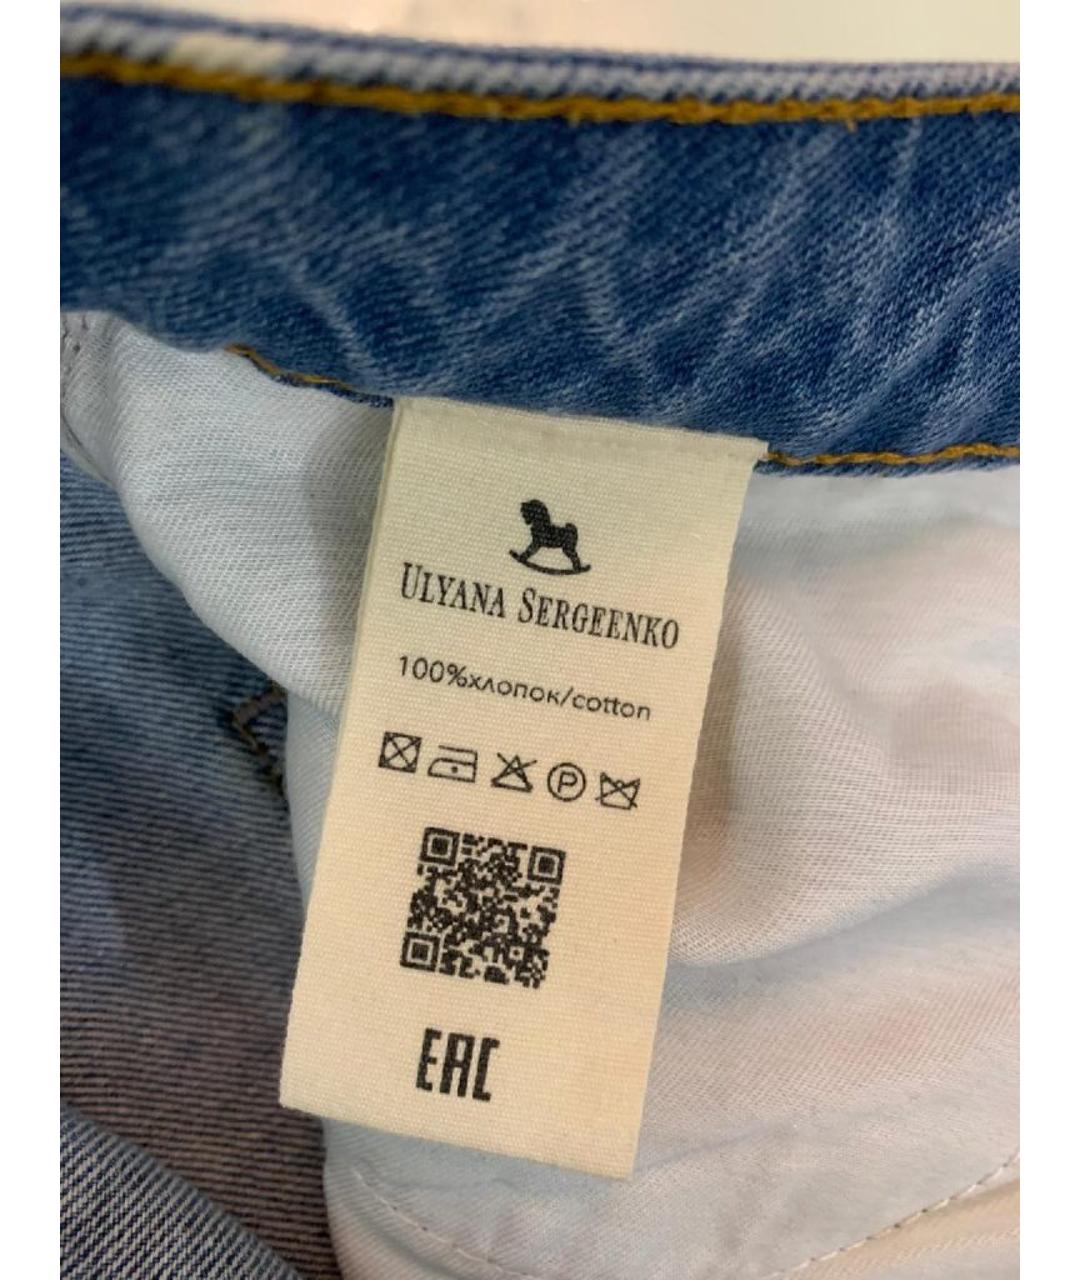 ULYANA SERGEENKO
100%хлопок/cotton
P
EAC